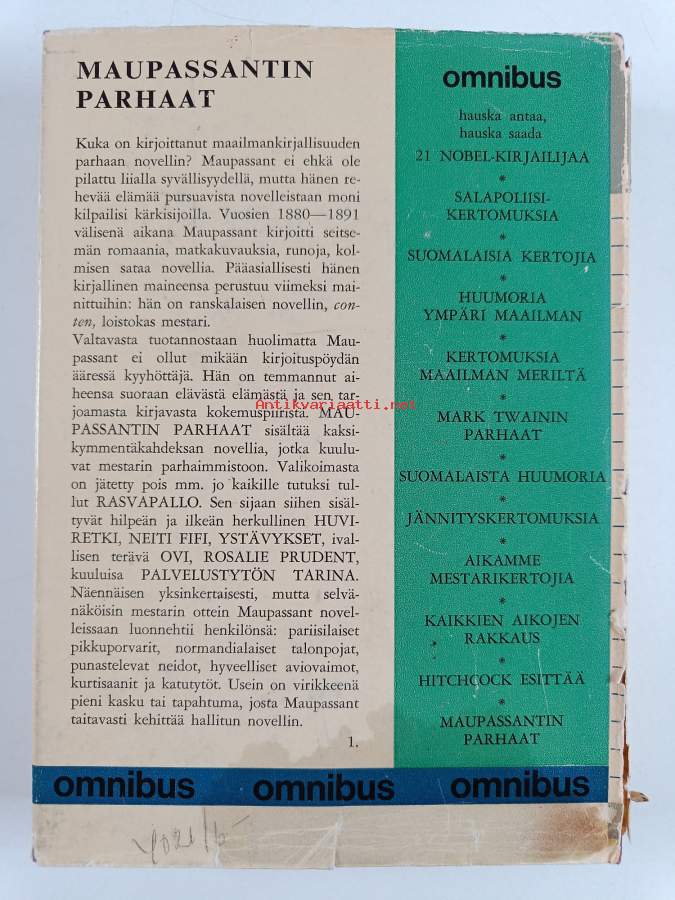 MAUPASSANTIN
PARHAAT
Kuka on kirjoittanut maailmankirjallisuuden
parhaan novellin? Maupassant ei ehkä ole
pilattu liialla syvällisyydellä, mutta hänen re-
hevää elämää pursuavista novelleistaan moni
kilpailisi kärkisijoilla. Vuosien 1880—1891
välisenä aikana Maupassant kirjoitti seitse-
män romaania, matkakuvauksia, runoja, kol-
misen sataa novellia. Pääasiallisesti hänen
kirjallinen maineensa perustuu viimeksi mai-
nittuihin: hän on ranskalaisen novellin, con-
ten, loistokas mestari.
Valtavasta tuotannostaan huolimatta Mau-
passant ei ollut mikään kirjoituspöydän
ääressä kyyhöttäjä. Hän on temmannut ai-
heensa suoraan elävästä elämästä ja sen tar-
joamasta kirjavasta kokemuspiiristä. MAU-
PASSANTIN PARHAAT sisältää kaksi-
kymmentäkahdeksan novellia, jotka kuulu-
vat mestarin parhaimmistoon. Valikoimasta
on jätetty pois mm. jo kaikille tutuksi tul-
lut RASVAPALLO. Sen sijaan siihen sisäl-
tyvät hilpeän ja ilkeän herkullinen HUVI-
RETKI, NEITI FIFI, YSTÄVYKSET, ival-
lisen terävä OVI, ROSALIE PRUDENT,
kuuluisa PALVELUSTYTÖN TARINA.
Näennäisen yksinkertaisesti, mutta selvä-
näköisin mestarin ottein Maupassant novel-
leissaan luonnehtii henkilönsä: pariisilaiset
pikkuporvarit, normandialaiset talonpojat,
punastelevat neidot, hyveelliset aviovaimot,
kurtisaanit ja katutytöt. Usein on virikkeenä
pieni kasku tai tapahtuma, josta Maupassant
taitavasti kehittää hallitun novellin.
1.
omnibus
hauska antaa,
hauska saada
21 NOBEL-KIRJAILIJAA
*
SALAPOLIISI-
KERTOMUKSIA
*
SUOMALAISIA KERTOJIA
*
HUUMORIA
YMPÄRI MAAILMAN
*
KERTOMUKSIA
MAAILMAN MERILTÄ
*
MARK TWAININ
PARHAAT
*
SUOMALAISTA HUUMORIA
*
JÄNNITYSKERTOMUKSIA
*
AIKAMME
MESTARIKERTOJIA
*
KAIKKIEN AIKOJEN
RAKKAUS
*
HITCHCOCK ESITTÄÄ
*
MAUPASSANTIN
PARHAAT
omnibus omnibus omnibus
Antikvariaatti.net